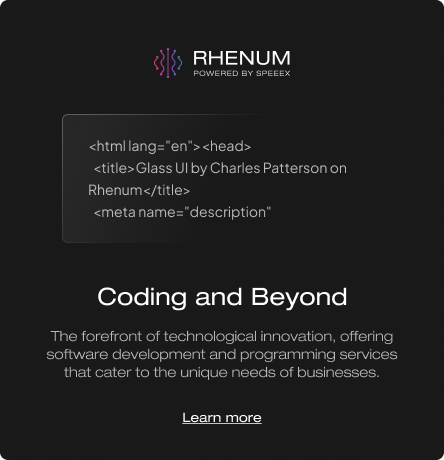 RHENUM
POWERED BY SPEEEX
<html lang="en"><head>
<title>Glass UI by Charles Patterson on
Rhenum</title>
<meta name="description"
Coding and Beyond
The forefront of technological innovation, offering
software development and programming services
that cater to the unique needs of businesses.
Learn more